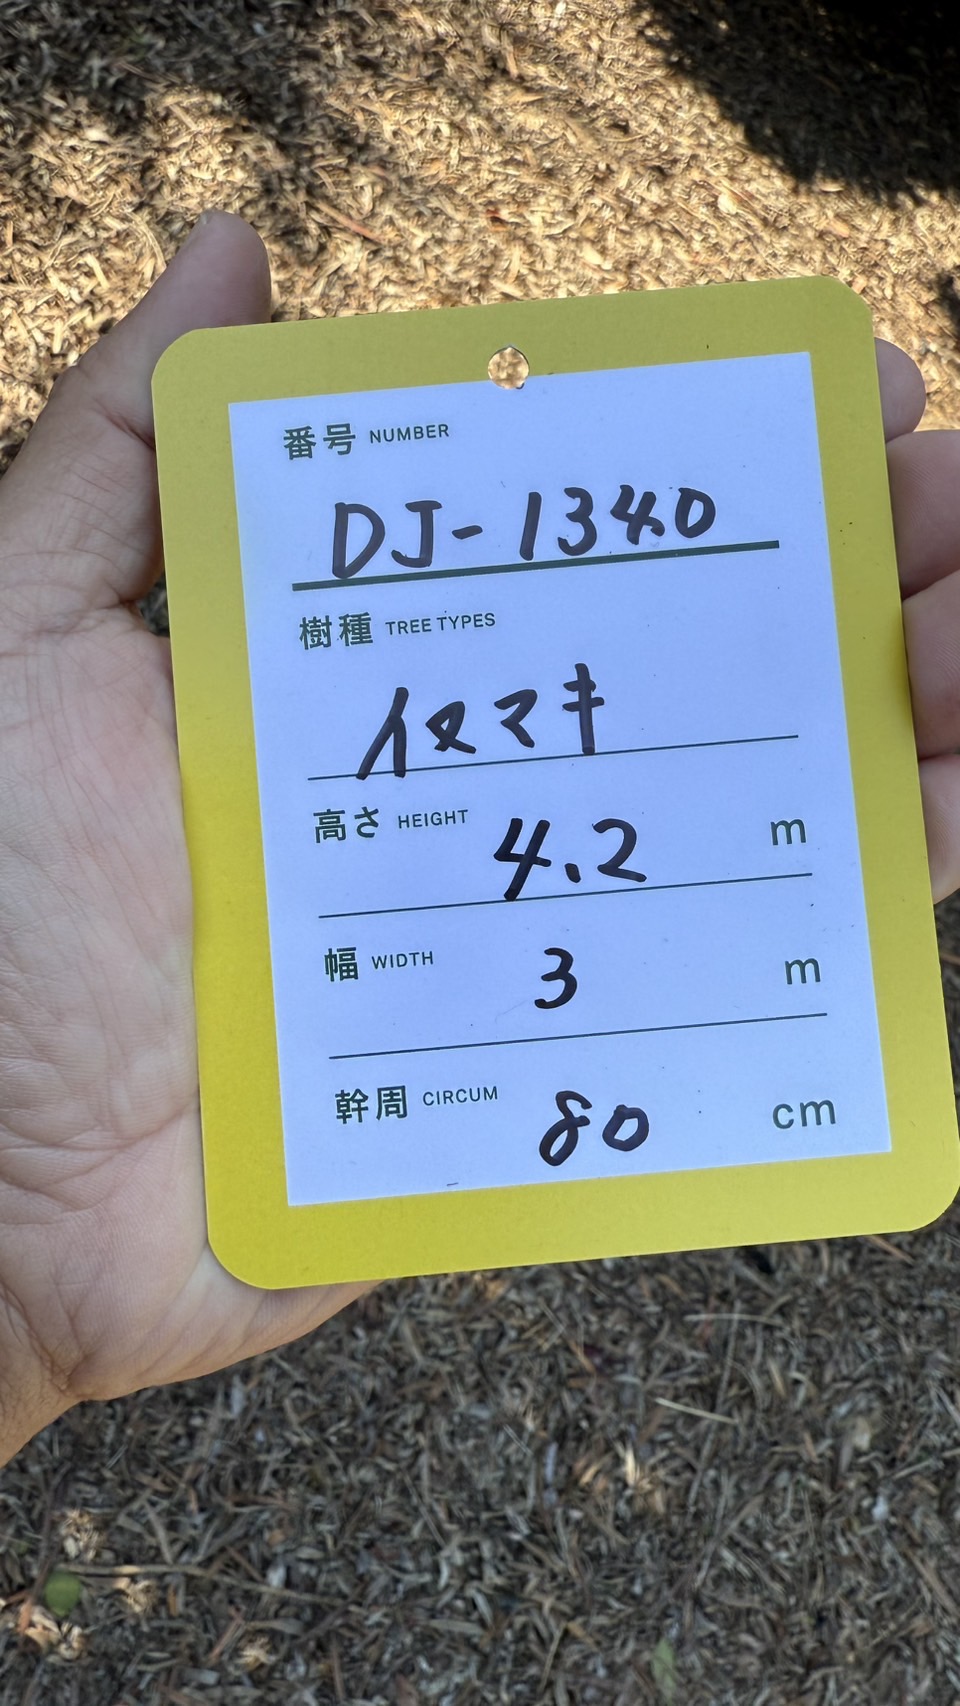 番号 NUMBER
DJ-1340
樹種 TREE TYPES
イヌマキ
高さ HEIGHT 4.2 m
幅 WIDTH 3 m
幹周 CIRCUM 80 cm